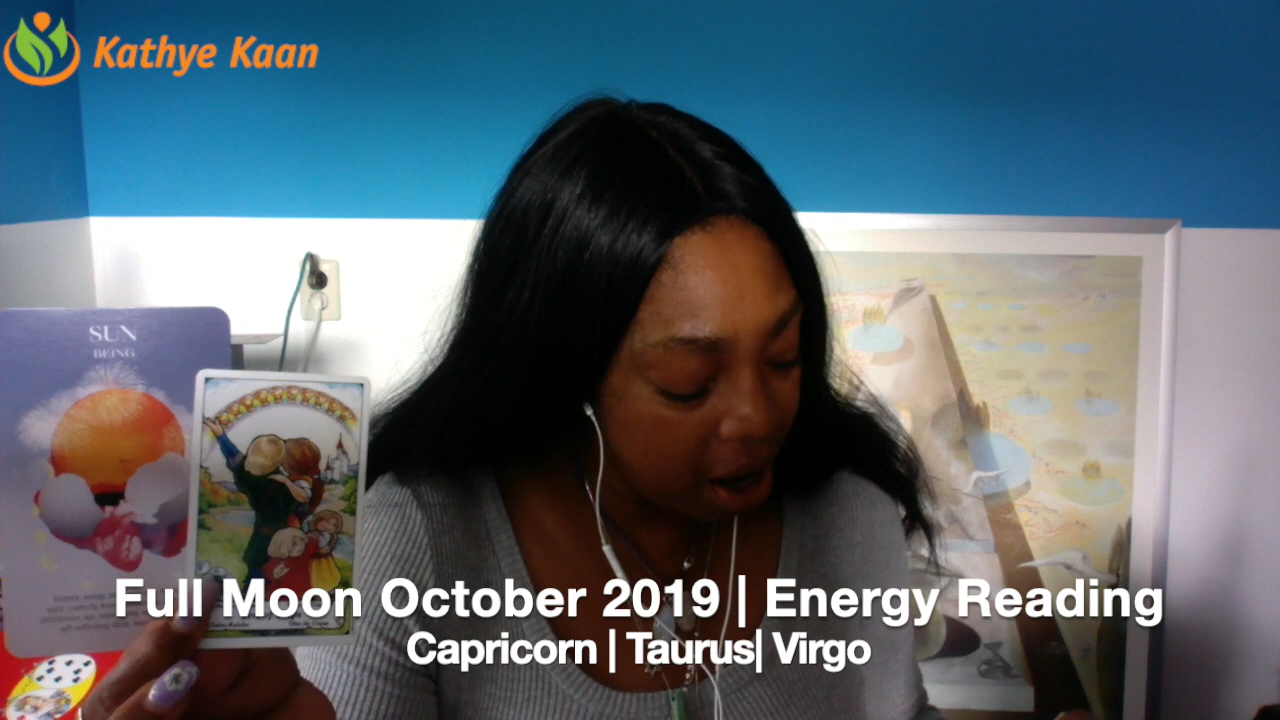 Kathye Kaan
SUN
BEING
Full Moon October 2019 | Energy Reading
Capricorn | Taurus| Virgo